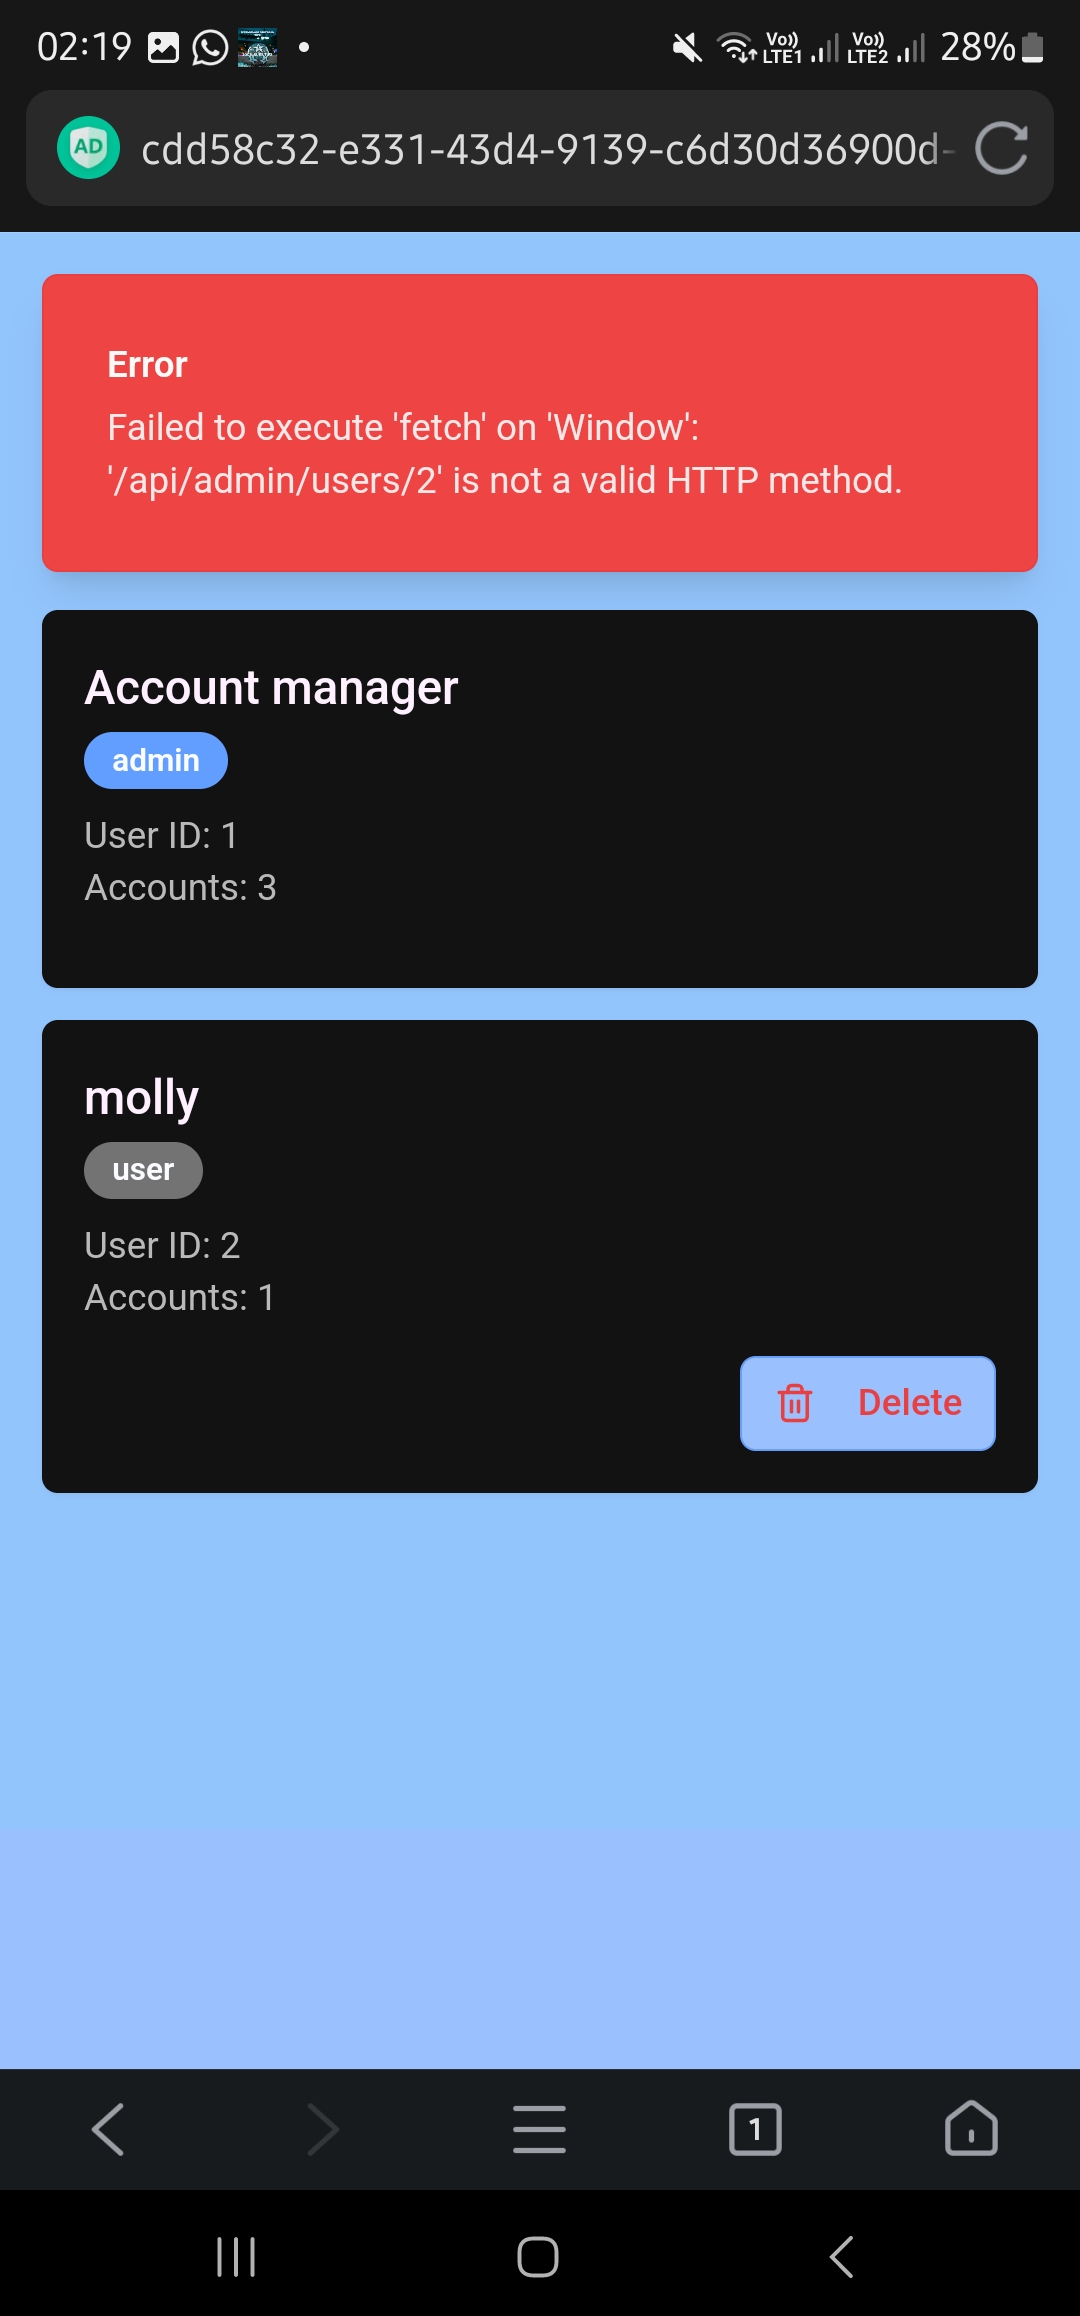 02:19
Vo)) LTE1 Vo)) LTE2 28%
AD cdd58c32-e331-43d4-9139-c6d30d36900d-
Error
Failed to execute 'fetch' on 'Window':
'/api/admin/users/2' is not a valid HTTP method.
Account manager
admin
User ID: 1
Accounts: 3
molly
user
User ID: 2
Accounts: 1
Delete
1